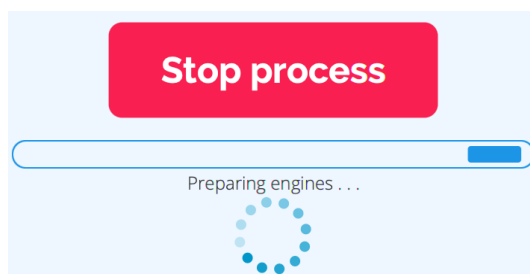 Stop process
Preparing engines . . .